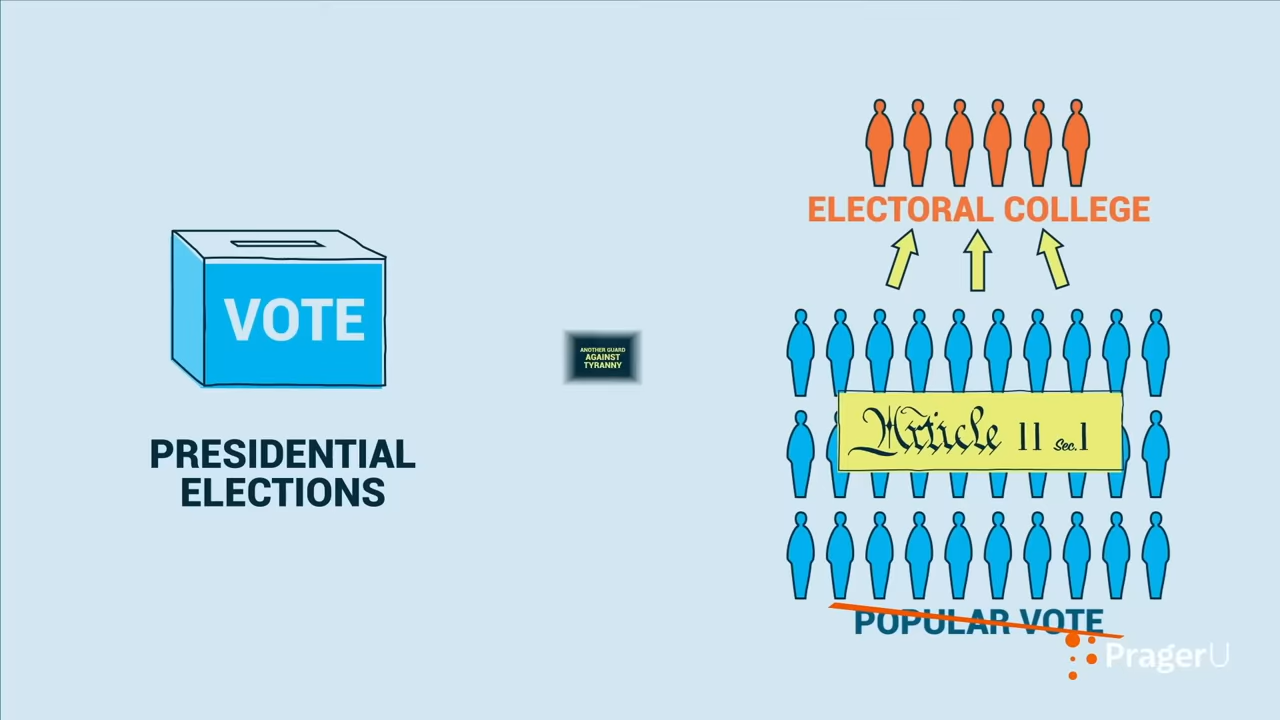 VOTE
PRESIDENTIAL
ELECTIONS
ANOTHER GUARD
AGAINST
TYRANNY
ELECTORAL COLLEGE
Article II Sec.1
POPULAR VOTE
PragerU